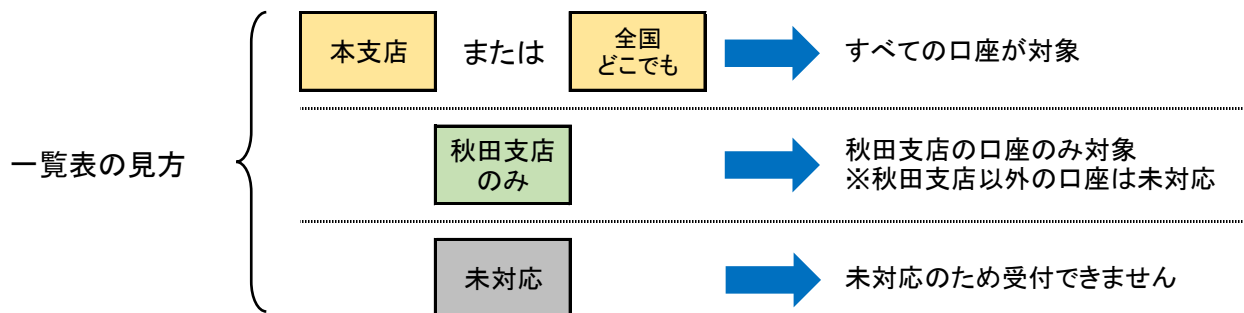 一覧表の見方
本支店 または 全国どこでも すべての口座が対象
秋田支店
のみ
秋田支店の口座のみ対象
※秋田支店以外の口座は未対応
未対応 未対応のため受付できません